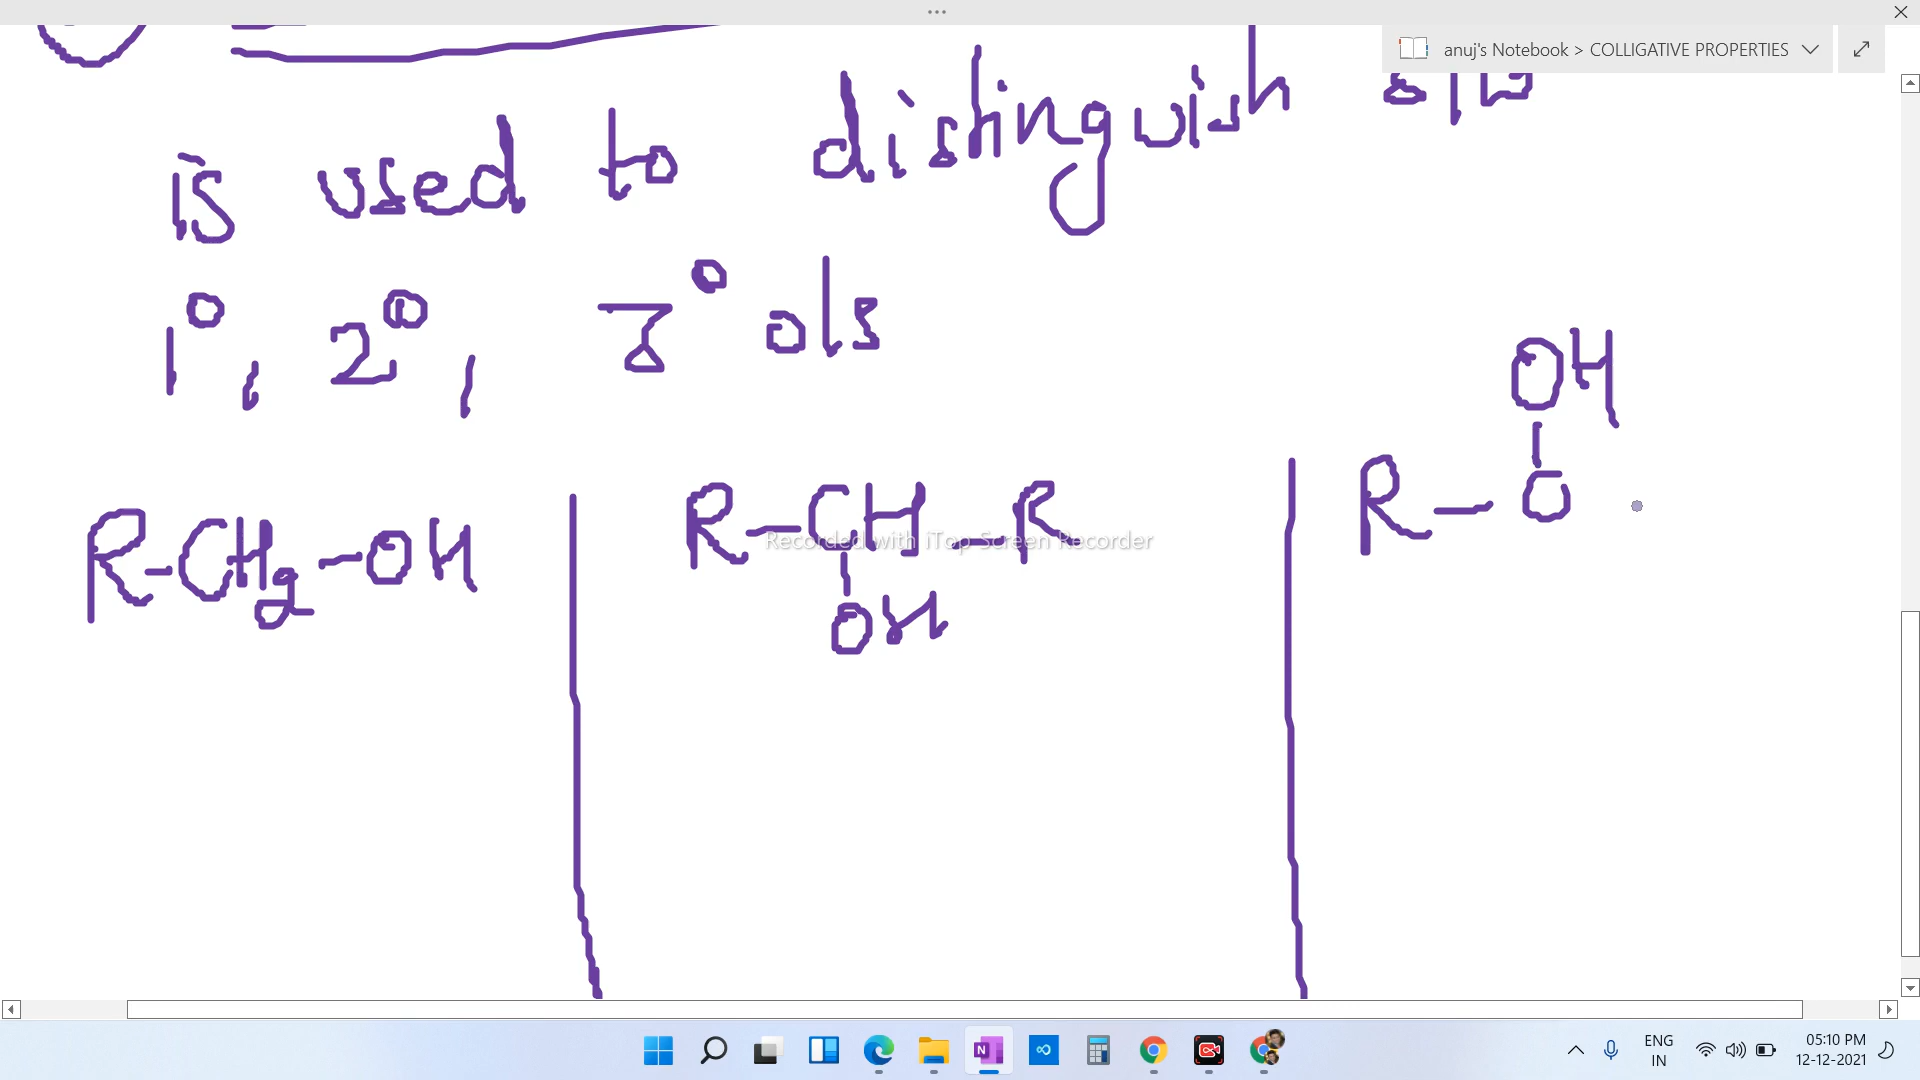 anuj's Notebook > COLLIGATIVE PROPERTIES
is used to distinguish
1°, 2°, 3° ols
OH
R-CH2-OH
R-CH-R
R-C
OH
Recorded with iTop Screen Recorder
ENG
IN
05:10 PM
12-12-2021